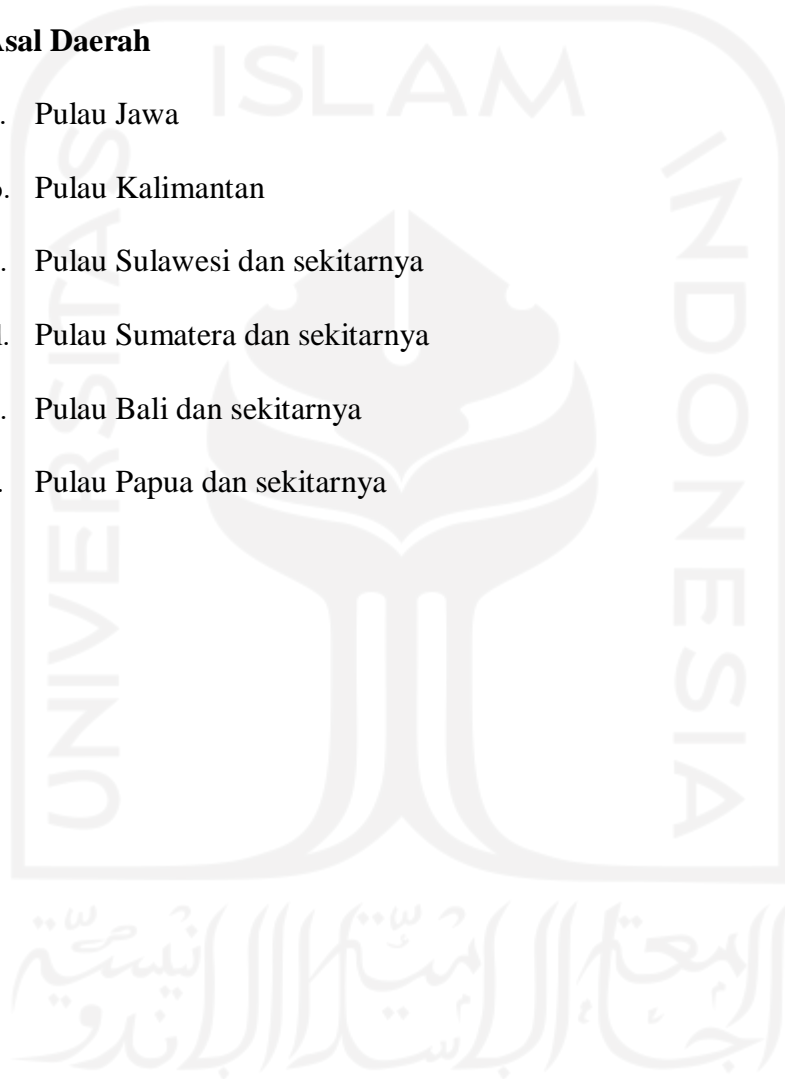 Asal Daerah
. Pulau Jawa
b. Pulau Kalimantan
. Pulau Sulawesi dan sekitarnya
d. Pulau Sumatera dan sekitarnya
. Pulau Bali dan sekitarnya
. Pulau Papua dan sekitarnya
ISLAM
UNIVERSITAS
INDONESIA